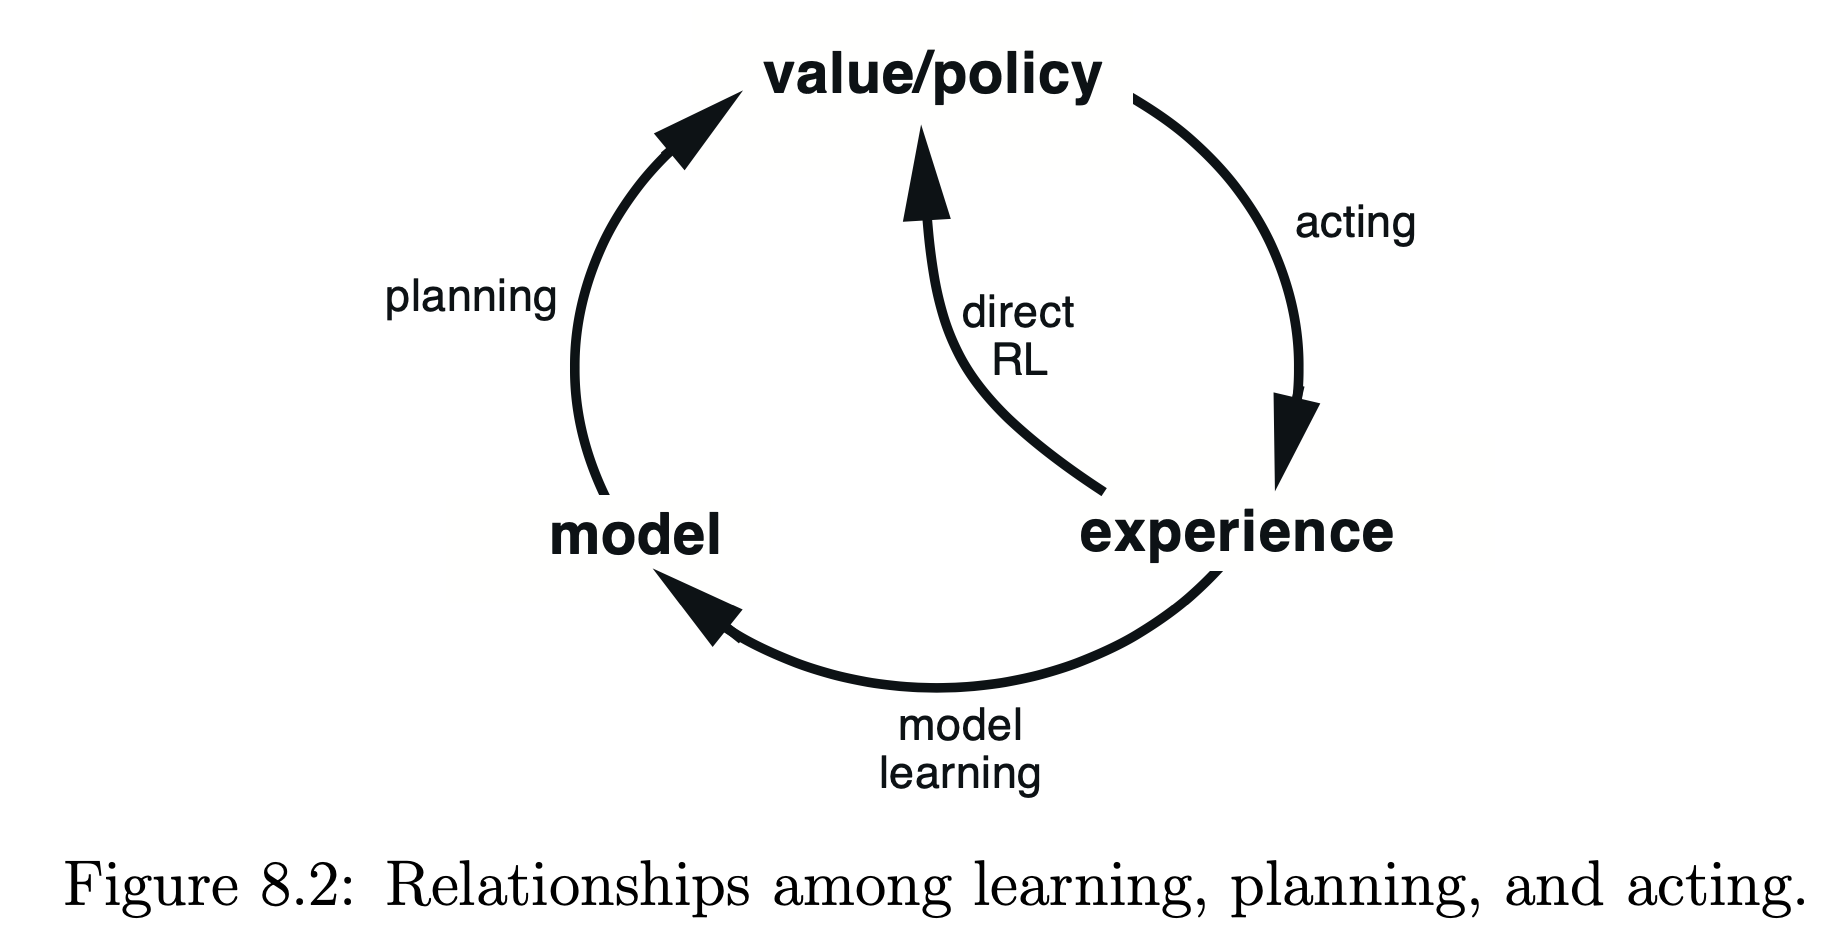 value/policy
acting
planning
direct
RL
model
experience
model
learning
Figure 8.2: Relationships among learning, planning, and acting.